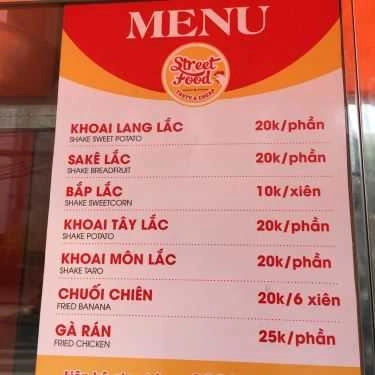 MENU
Street
Food
TASTY & CHEAP
KHOAI LANG LẮC 20k/phần
SHAKE SWEET POTATO
SAKÊ LẮC 20k/phần
SHAKE BREADFRUIT
BẮP LẮC 10k/xiên
SHAKE SWEETCORN
KHOAI TÂY LẮC 20k/phần
SHAKE POTATO
KHOAI MÔN LẮC 20k/phần
SHAKE TARO
CHUỐI CHIÊN 20k/6 xiên
FRIED BANANA
GÀ RÁN 25k/phần
FRIED CHICKEN